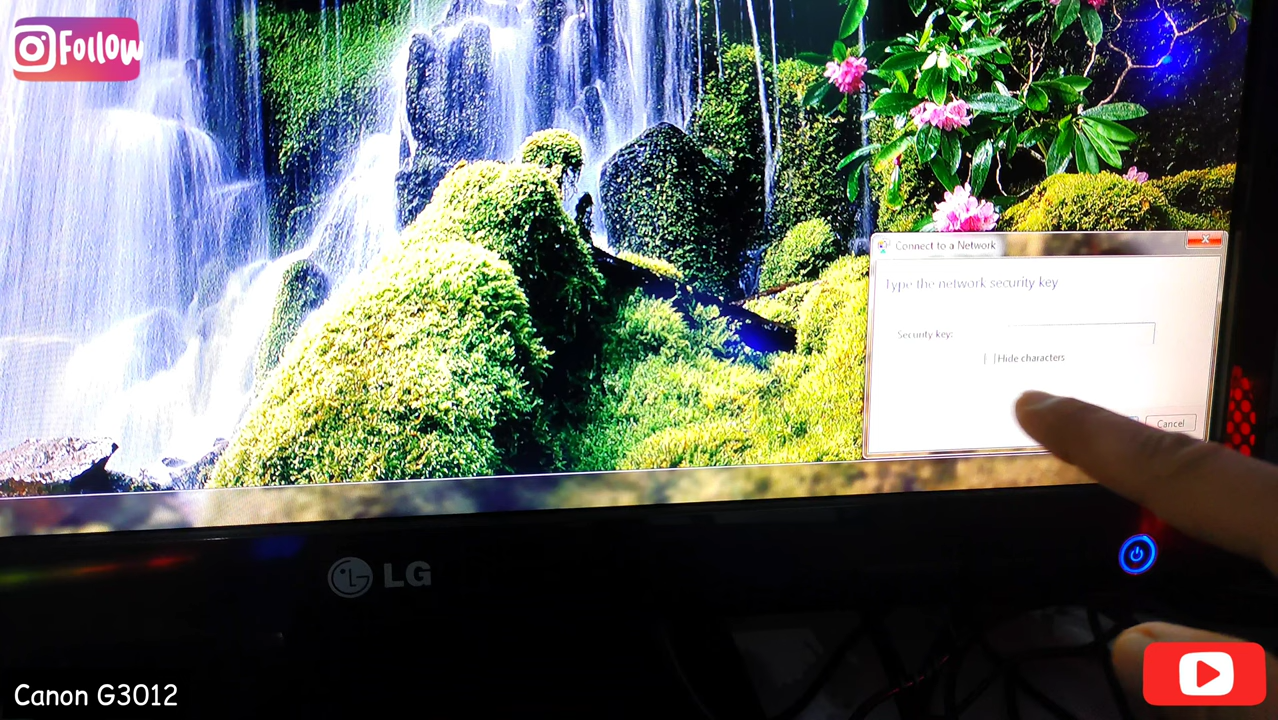 Follow
Connect to a Network
Type the network security key
Security key:
Hide characters
Cancel
LG
Canon G3012